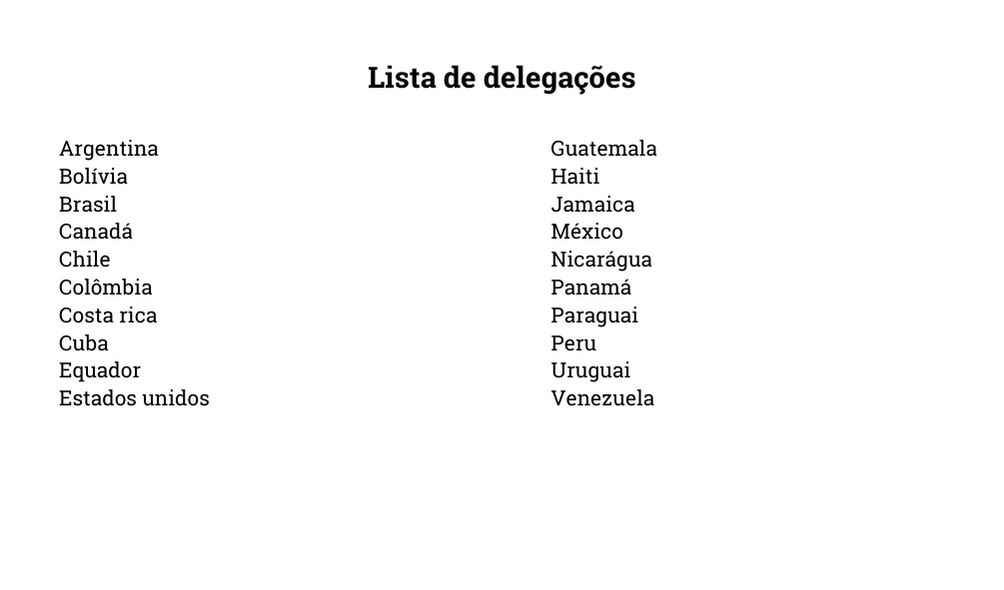 Lista de delegações
Argentina
Bolívia
Brasil
Canadá
Chile
Colômbia
Costa rica
Cuba
Equador
Estados unidos
Guatemala
Haiti
Jamaica
México
Nicarágua
Panamá
Paraguai
Peru
Uruguai
Venezuela